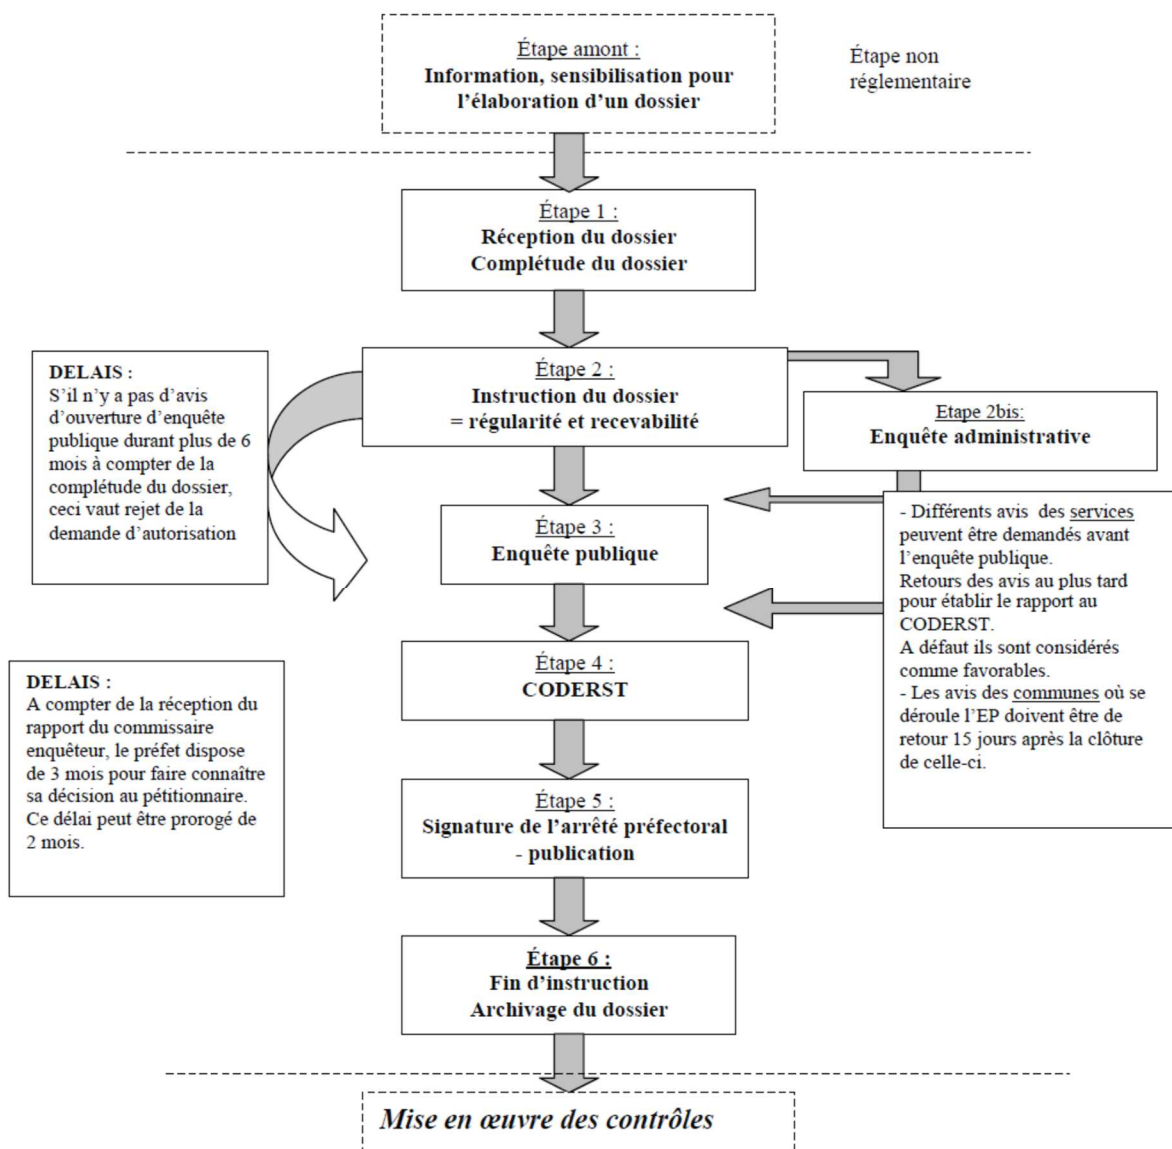 Étape amont :
Information, sensibilisation pour
l'élaboration d'un dossier
Étape non
réglementaire
Étape 1 :
Réception du dossier
Complétude du dossier
DELAIS :
S'il n'y a pas d'avis
d'ouverture d'enquête
publique durant plus de 6
mois à compter de la
complétude du dossier,
ceci vaut rejet de la
demande d'autorisation
Étape 2 :
Instruction du dossier
= régularité et recevabilité
Etape 2bis:
Enquête administrative
- Différents avis des services
peuvent être demandés avant
l'enquête publique.
Retours des avis au plus tard
pour établir le rapport au
CODERST.
A défaut ils sont considérés
comme favorables.
- Les avis des communes où se
déroule l'EP doivent être de
retour 15 jours après la clôture
de celle-ci.
Étape 3 :
Enquête publique
Étape 4 :
CODERST
DELAIS :
A compter de la réception du
rapport du commissaire
enquêteur, le préfet dispose
de 3 mois pour faire connaître
sa décision au pétitionnaire.
Ce délai peut être prorogé de
2 mois.
Étape 5 :
Signature de l'arrêté préfectoral
- publication
Étape 6 :
Fin d'instruction
Archivage du dossier
Mise en œuvre des contrôles